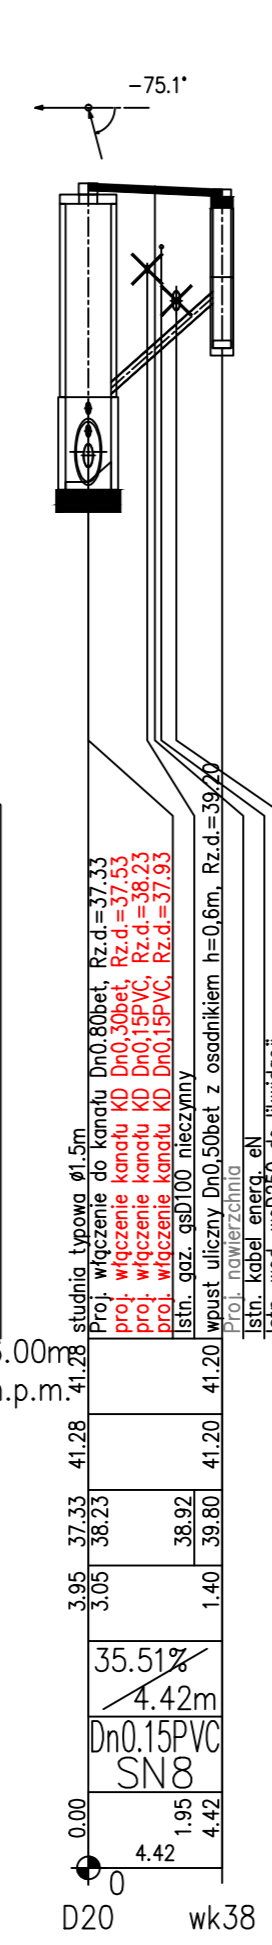 -75.1°
studnia typowa ø1.5m
Proj. włączenie do kanału Dn0.80bet, Rz.d.=37.33
proj. włączenie kanału KD Dn0,30bet, Rz.d.=37.53
proj. włączenie kanału KD Dn0,15PVC, Rz.d.=38.23
proj. włączenie kanału KD Dn0,15PVC, Rz.d.=37.93
Istn. gaz. gsD100 nieczynny
wpust uliczny Dn0,50bet z osadnikiem h=0,6m, Rz.d.=39.20
Proj. nawierzchnia
Istn. kabel energ. eN
.00m
.p.m.
41.28 41.20
41.28 41.20
37.33 38.23 38.92 39.80
3.95 3.05 1.40
35.51%
4.42m
Dn0.15PVC
SN8
0.00 1.95 4.42
4.42
0
D20 wk38